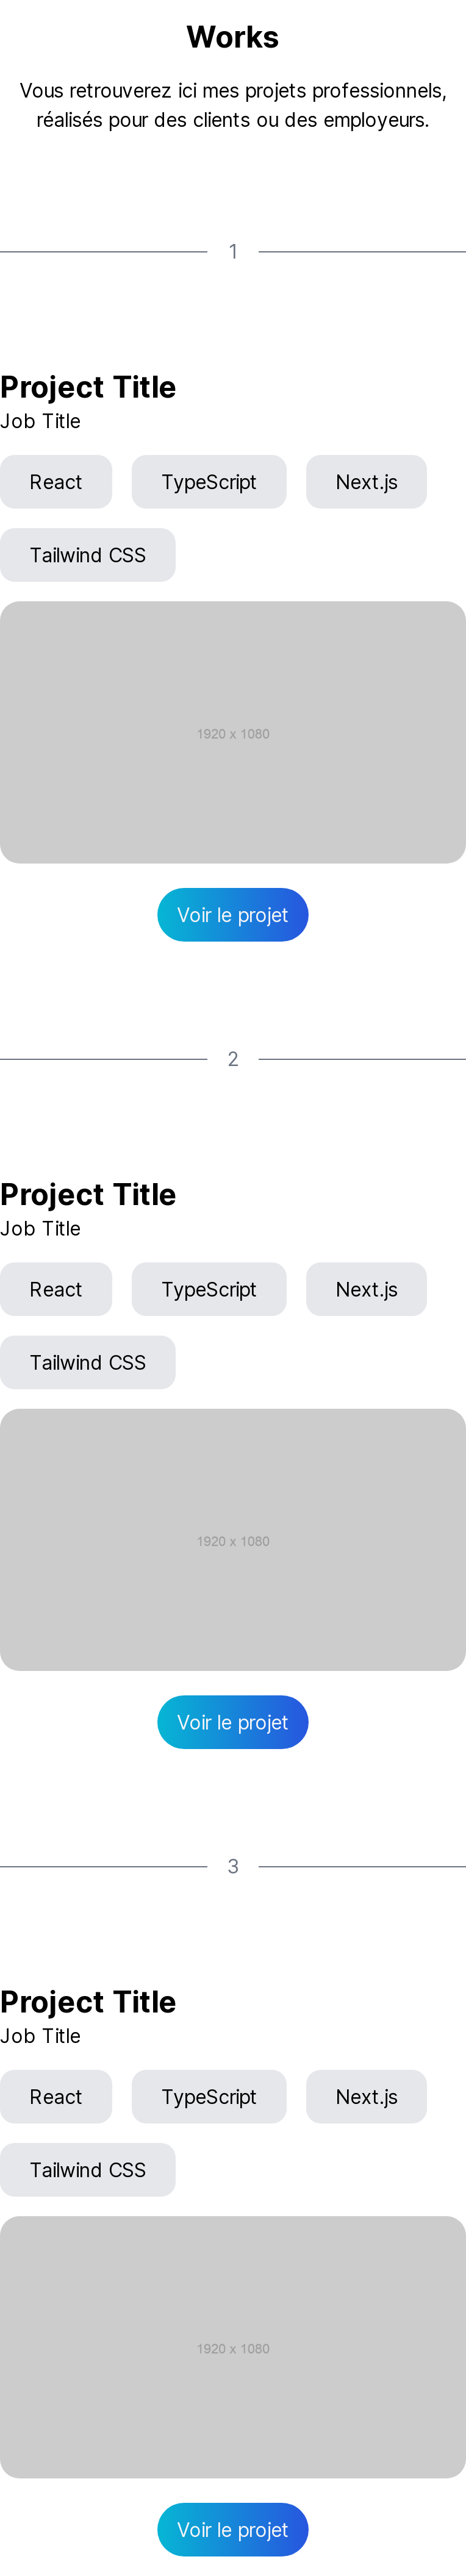 Works
Vous retrouverez ici mes projets professionnels,
réalisés pour des clients ou des employeurs.
1
Project Title
Job Title
React TypeScript Next.js
Tailwind CSS
1920 x 1080
Voir le projet
2
Project Title
Job Title
React TypeScript Next.js
Tailwind CSS
1920 x 1080
Voir le projet
3
Project Title
Job Title
React TypeScript Next.js
Tailwind CSS
1920 x 1080
Voir le projet